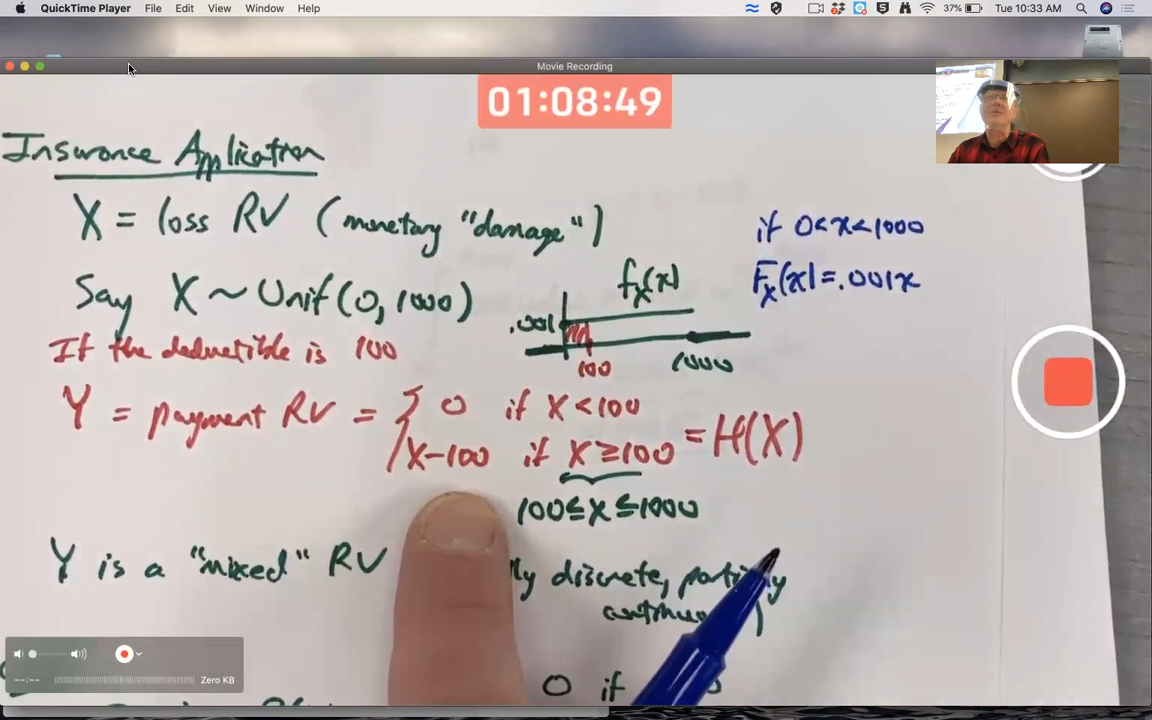 QuickTime Player File Edit View Window Help 37% Tue 10:33 AM
Movie Recording
01:08:49
Insurance Application
X = loss RV (monetary "damage")
if 0<x<1000
F_X(x)=.001x
Say X ~ Unif(0,1000)
f_X(x)
.001
100
1000
If the deductible is 100
Y = payment RV = { 0 if X<100
X-100 if X≥100 = H(X)
100≤X≤1000
Y is a "mixed" RV
discrete,
0 if
--:-- Zero KB